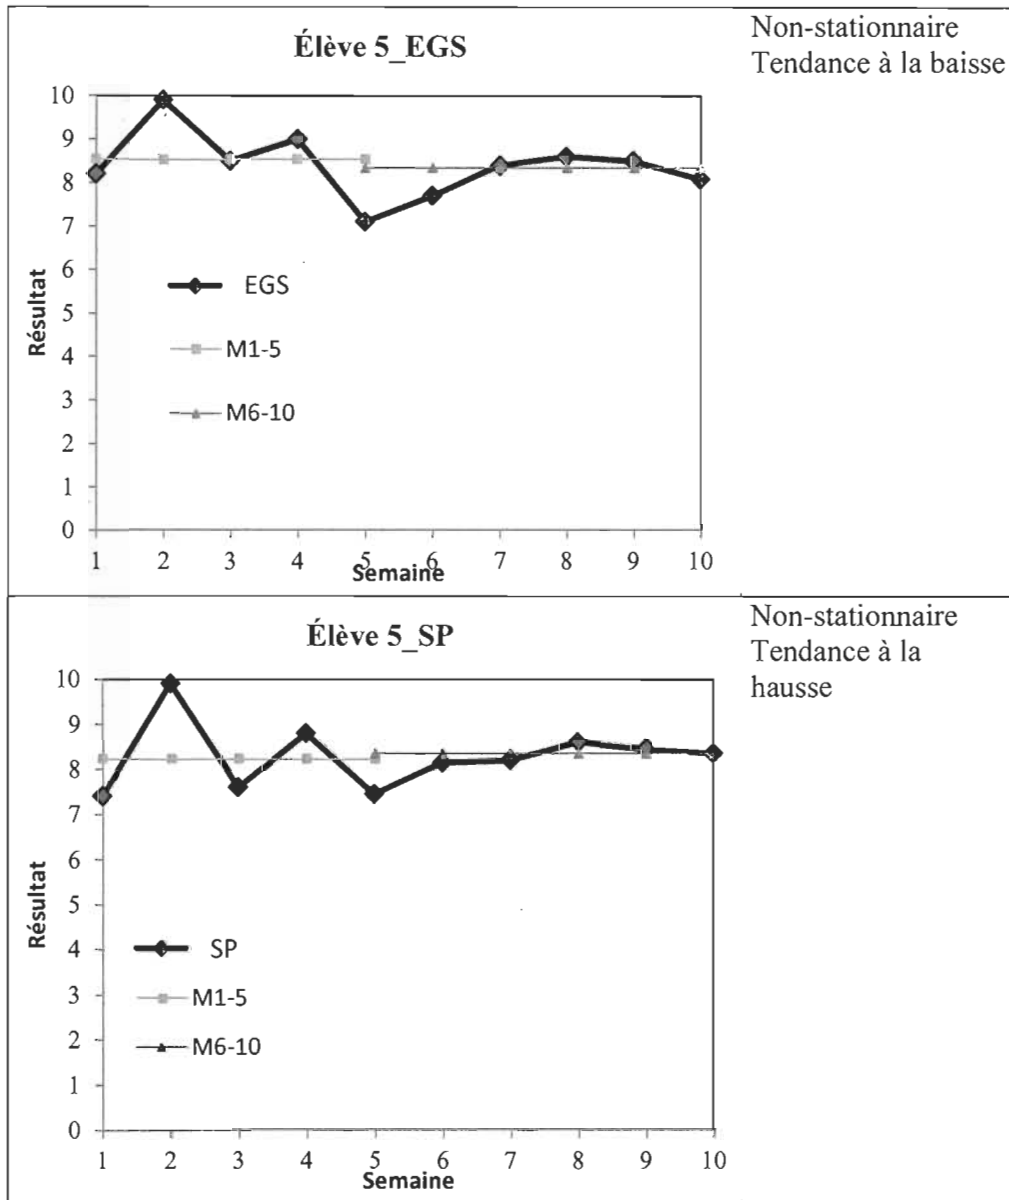 Élève 5_EGS
Non-stationnaire
Tendance à la baisse
10
9
8
7
6
5
4
3
2
1
0
Résultat
EGS
M1-5
M6-10
1 2 3 4 5 6 7 8 9 10
Semaine
Élève 5_SP
Non-stationnaire
Tendance à la
hausse
10
9
8
7
6
5
4
3
2
1
0
Résultat
SP
M1-5
M6-10
1 2 3 4 5 6 7 8 9 10
Semaine